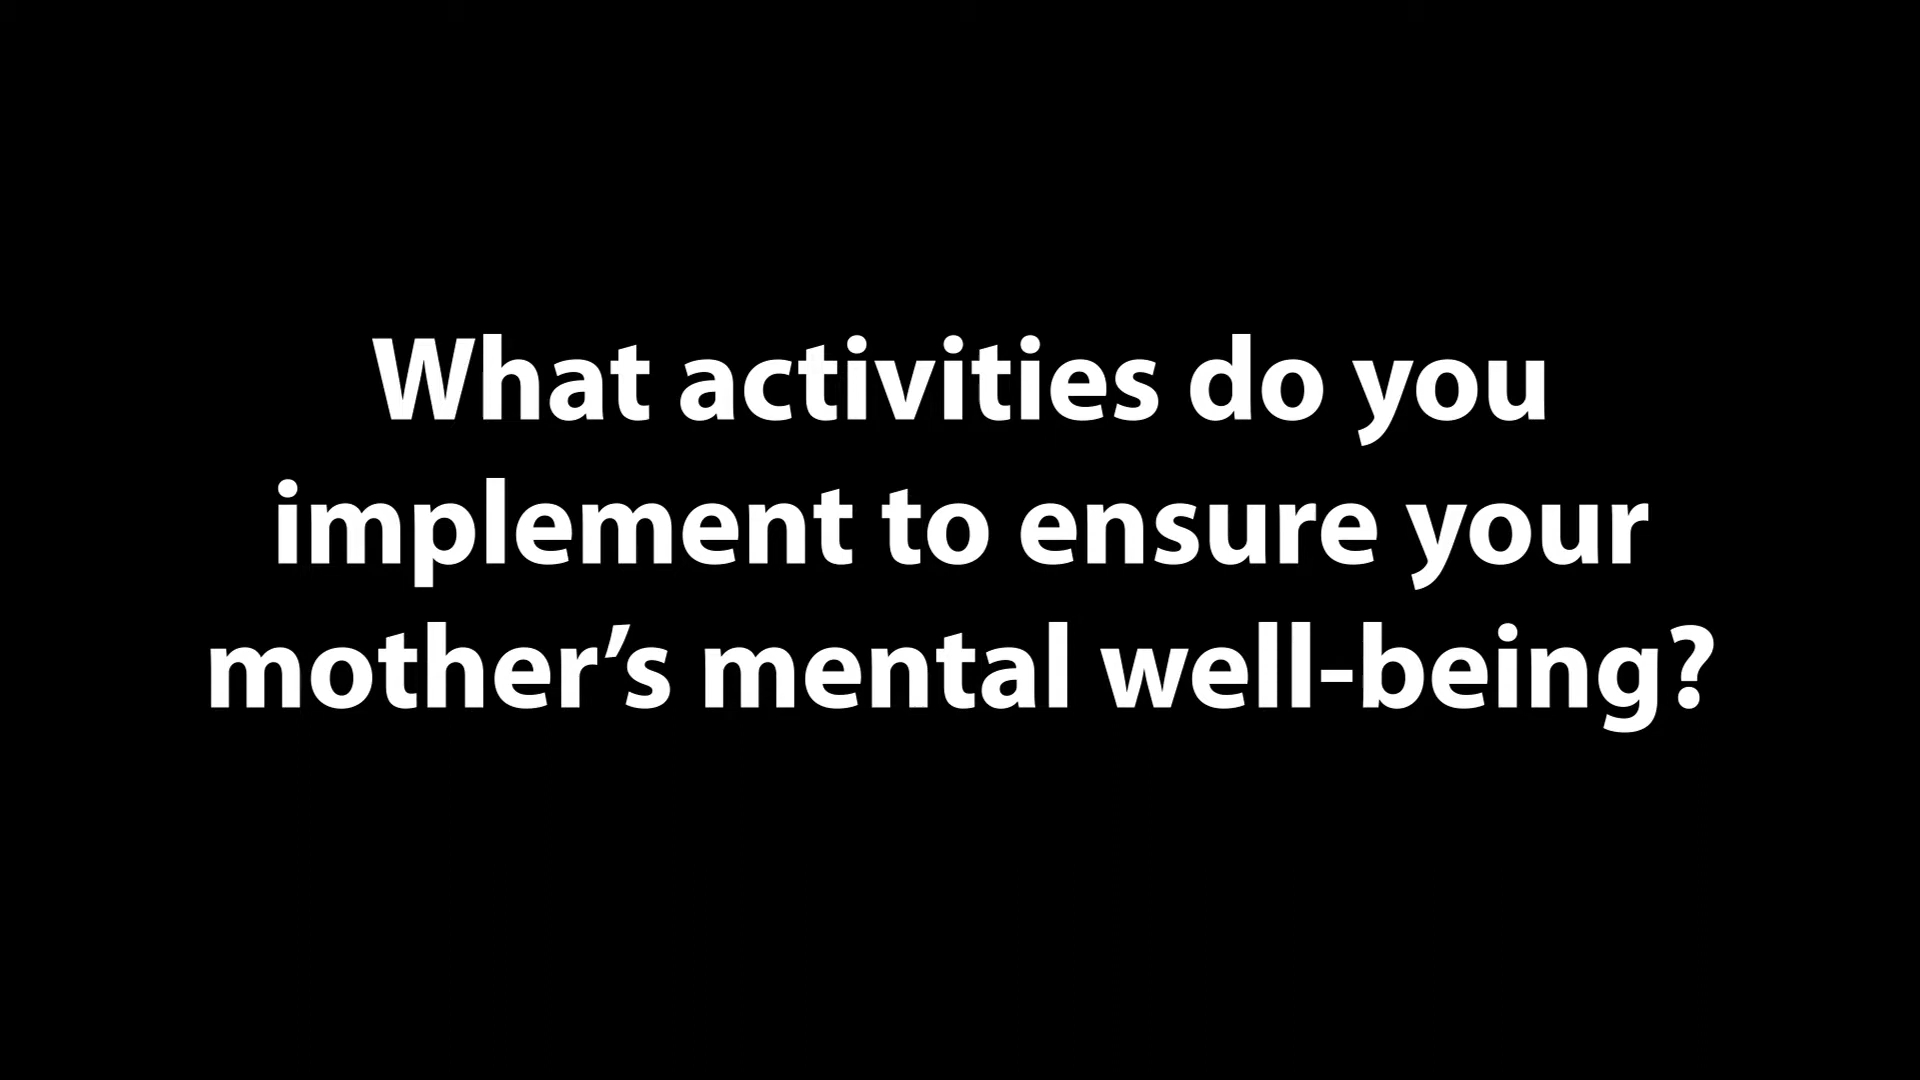 What activities do you
implement to ensure your
mother’s mental well-being?